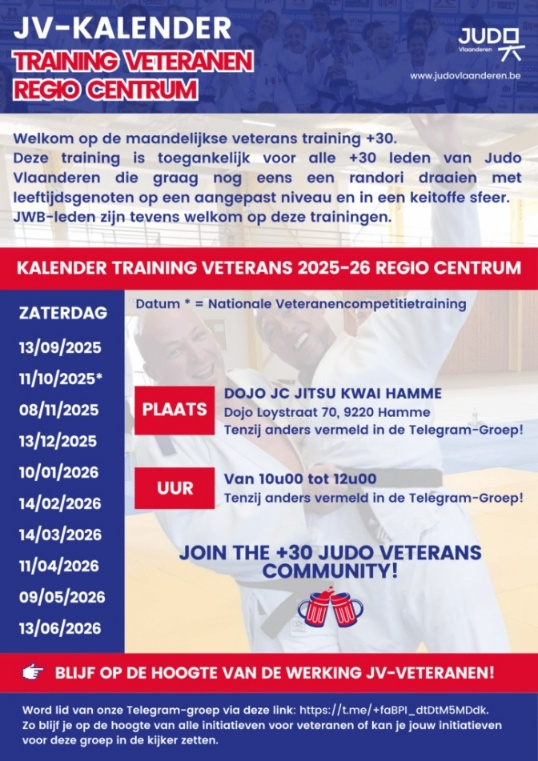 JV-KALENDER
TRAINING VETERANEN
REGIO CENTRUM
JUDO
Vlaanderen
www.judovlaanderen.be
Welkom op de maandelijkse veterans training +30.
Deze training is toegankelijk voor alle +30 leden van Judo
Vlaanderen die graag nog eens een randori draaien met
leeftijdsgenoten op een aangepast niveau en in een keitoffe sfeer.
JWB-leden zijn tevens welkom op deze trainingen.
KALENDER TRAINING VETERANS 2025-26 REGIO CENTRUM
ZATERDAG
13/09/2025
11/10/2025*
08/11/2025
13/12/2025
10/01/2026
14/02/2026
14/03/2026
11/04/2026
09/05/2026
13/06/2026
Datum * = Nationale Veteranencompetitietraining
PLAATS
DOJO JC JITSU KWAI HAMME
Dojo Loystraat 70, 9220 Hamme
Tenzij anders vermeld in de Telegram-Groep!
UUR
Van 10u00 tot 12u00
Tenzij anders vermeld in de Telegram-Groep!
JOIN THE +30 JUDO VETERANS
COMMUNITY!
BLIJF OP DE HOOGTE VAN DE WERKING JV-VETERANEN!
Word lid van onze Telegram-groep via deze link: https://t.me/+faBPI_dtDtM5MDdk.
Zo blijf je op de hoogte van alle initiatieven voor veteranen of kan je jouw initiatieven
voor deze groep in de kijker zetten.